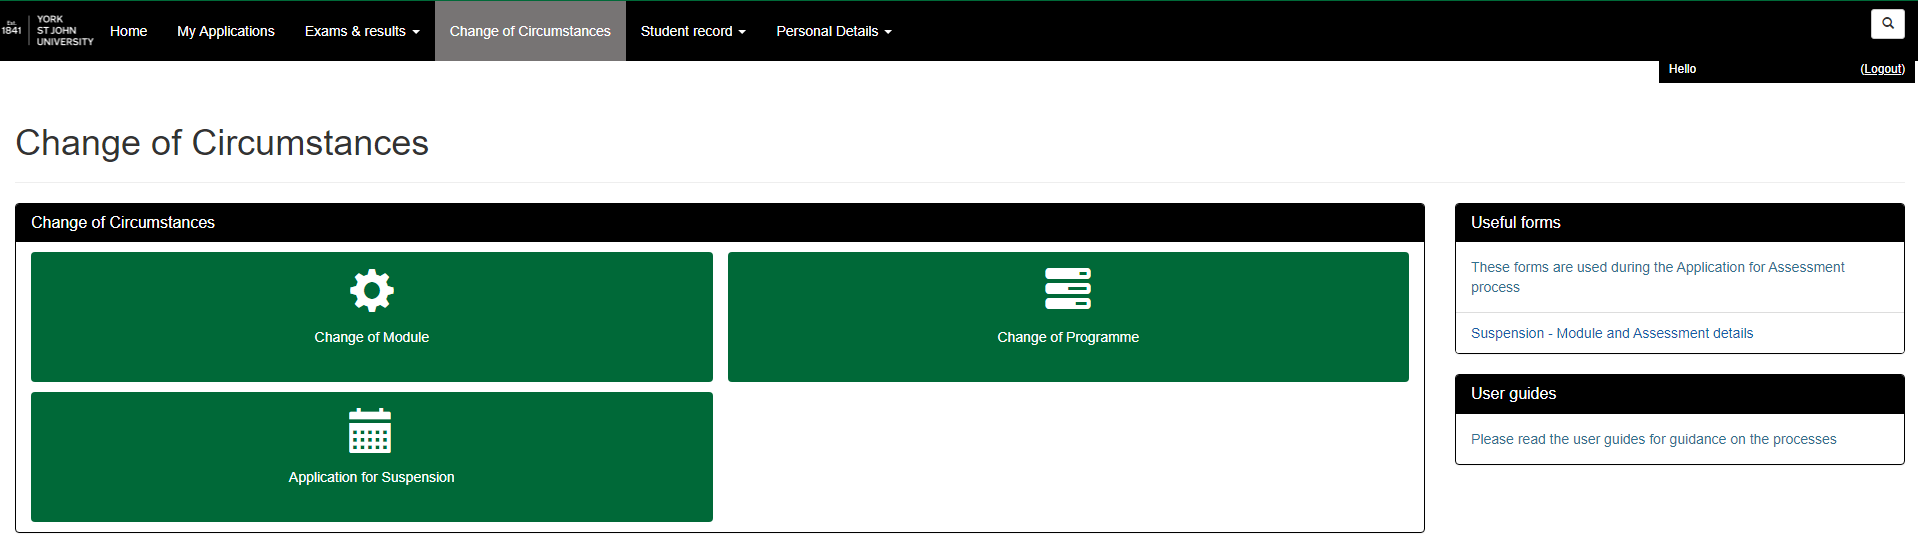 Est.
1841
YORK
ST JOHN
UNIVERSITY
Home
My Applications
Exams & results
Change of Circumstances
Student record
Personal Details
Hello
(Logout)
Change of Circumstances
Change of Circumstances
Change of Module
Change of Programme
Application for Suspension
Useful forms
These forms are used during the Application for Assessment
process
Suspension - Module and Assessment details
User guides
Please read the user guides for guidance on the processes